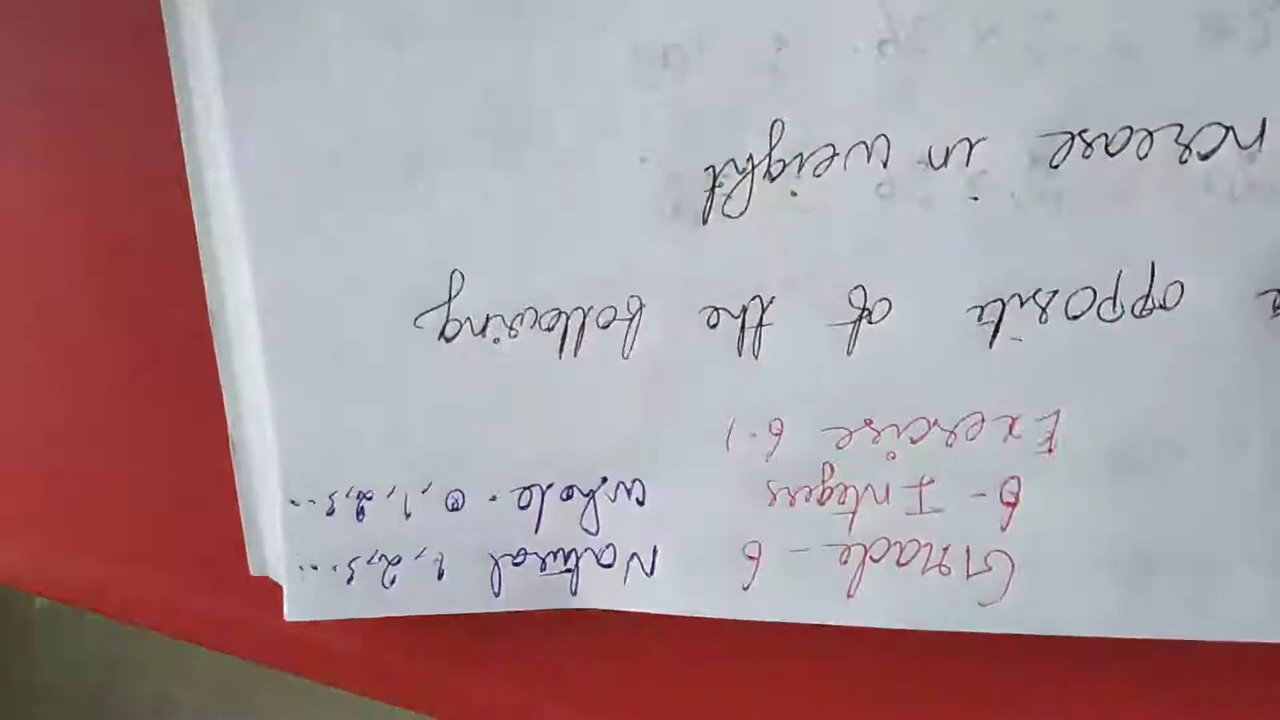 Grade - 6 Natural 1, 2, 3...
6 - Integers whole - 0, 1, 2, 3...
Exercise 6.1
opposite of the following
ncrease in weight